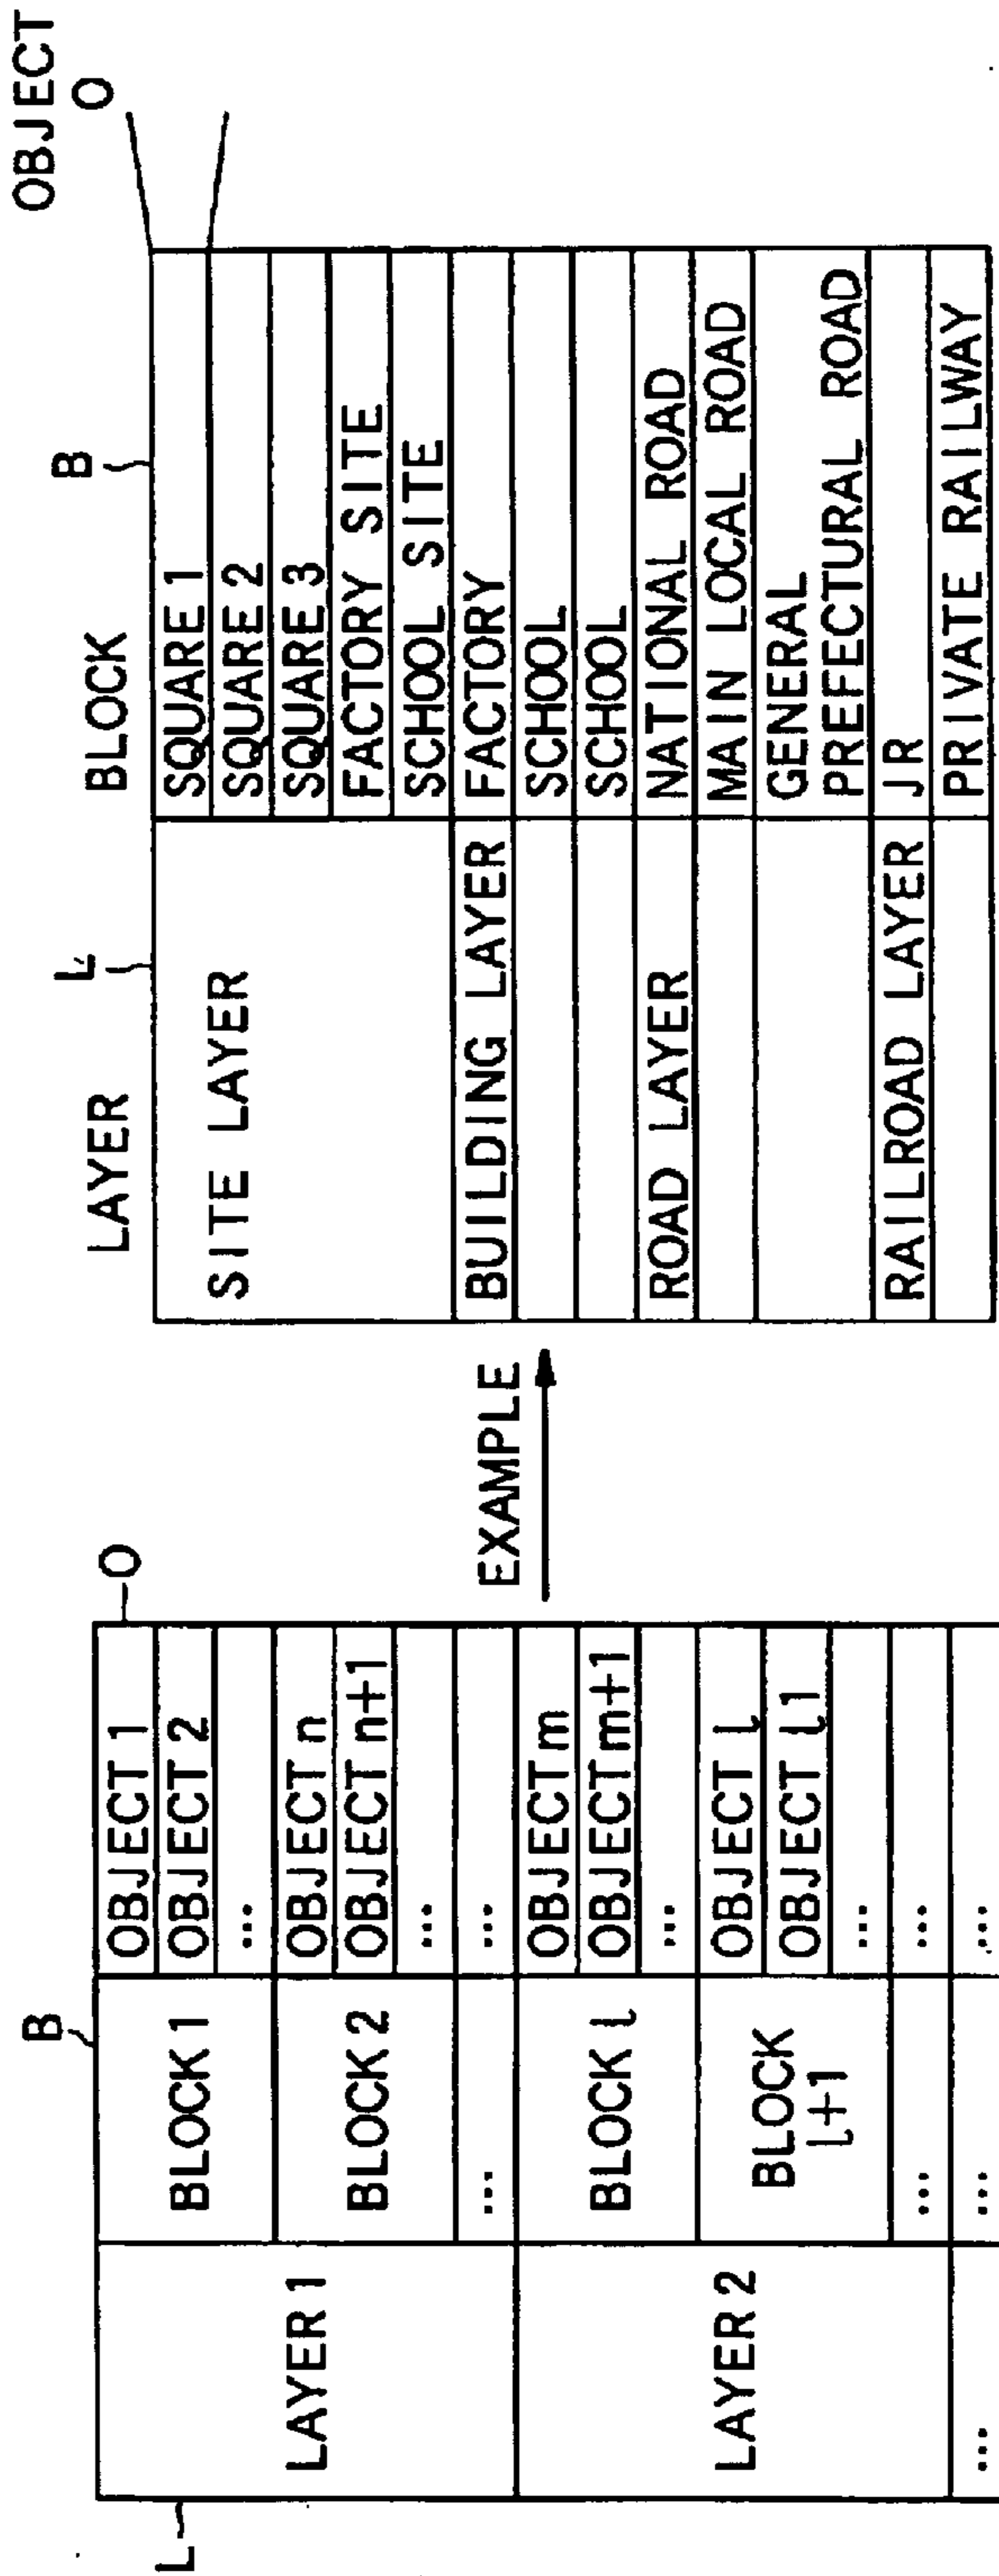 L
B
O
LAYER 1
BLOCK 1
OBJECT 1
OBJECT 2
...
BLOCK 2
OBJECT n
OBJECT n+1
...
...
...
LAYER 2
BLOCK l
OBJECT m
OBJECT m+1
...
BLOCK
l+1
OBJECT l
OBJECT l1
...
...
...
...
...
...
EXAMPLE
LAYER
L
BLOCK
B
OBJECT
O
SITE LAYER
SQUARE 1
SQUARE 2
SQUARE 3
FACTORY SITE
SCHOOL SITE
BUILDING LAYER
FACTORY
SCHOOL
SCHOOL
ROAD LAYER
NATIONAL ROAD
MAIN LOCAL ROAD
GENERAL
PREFECTURAL ROAD
RAILROAD LAYER
JR
PRIVATE RAILWAY